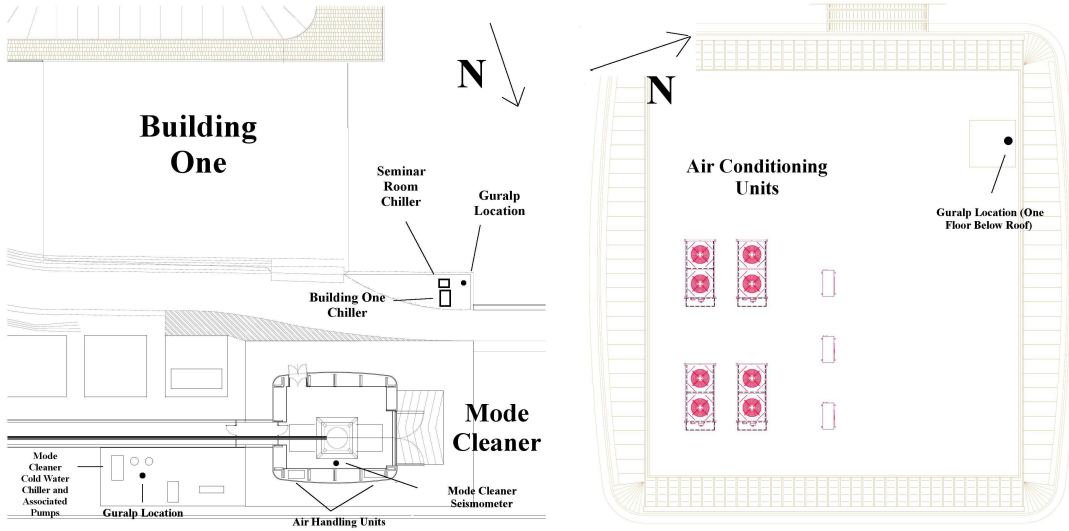 N
Building
One
Seminar
Room
Chiller
Guralp
Location
Building One
Chiller
Mode
Cleaner
Mode
Cleaner
Cold Water
Chiller and
Associated
Pumps
Guralp Location
Mode Cleaner
Seismometer
Air Handling Units
N
Air Conditioning
Units
Guralp Location (One
Floor Below Roof)